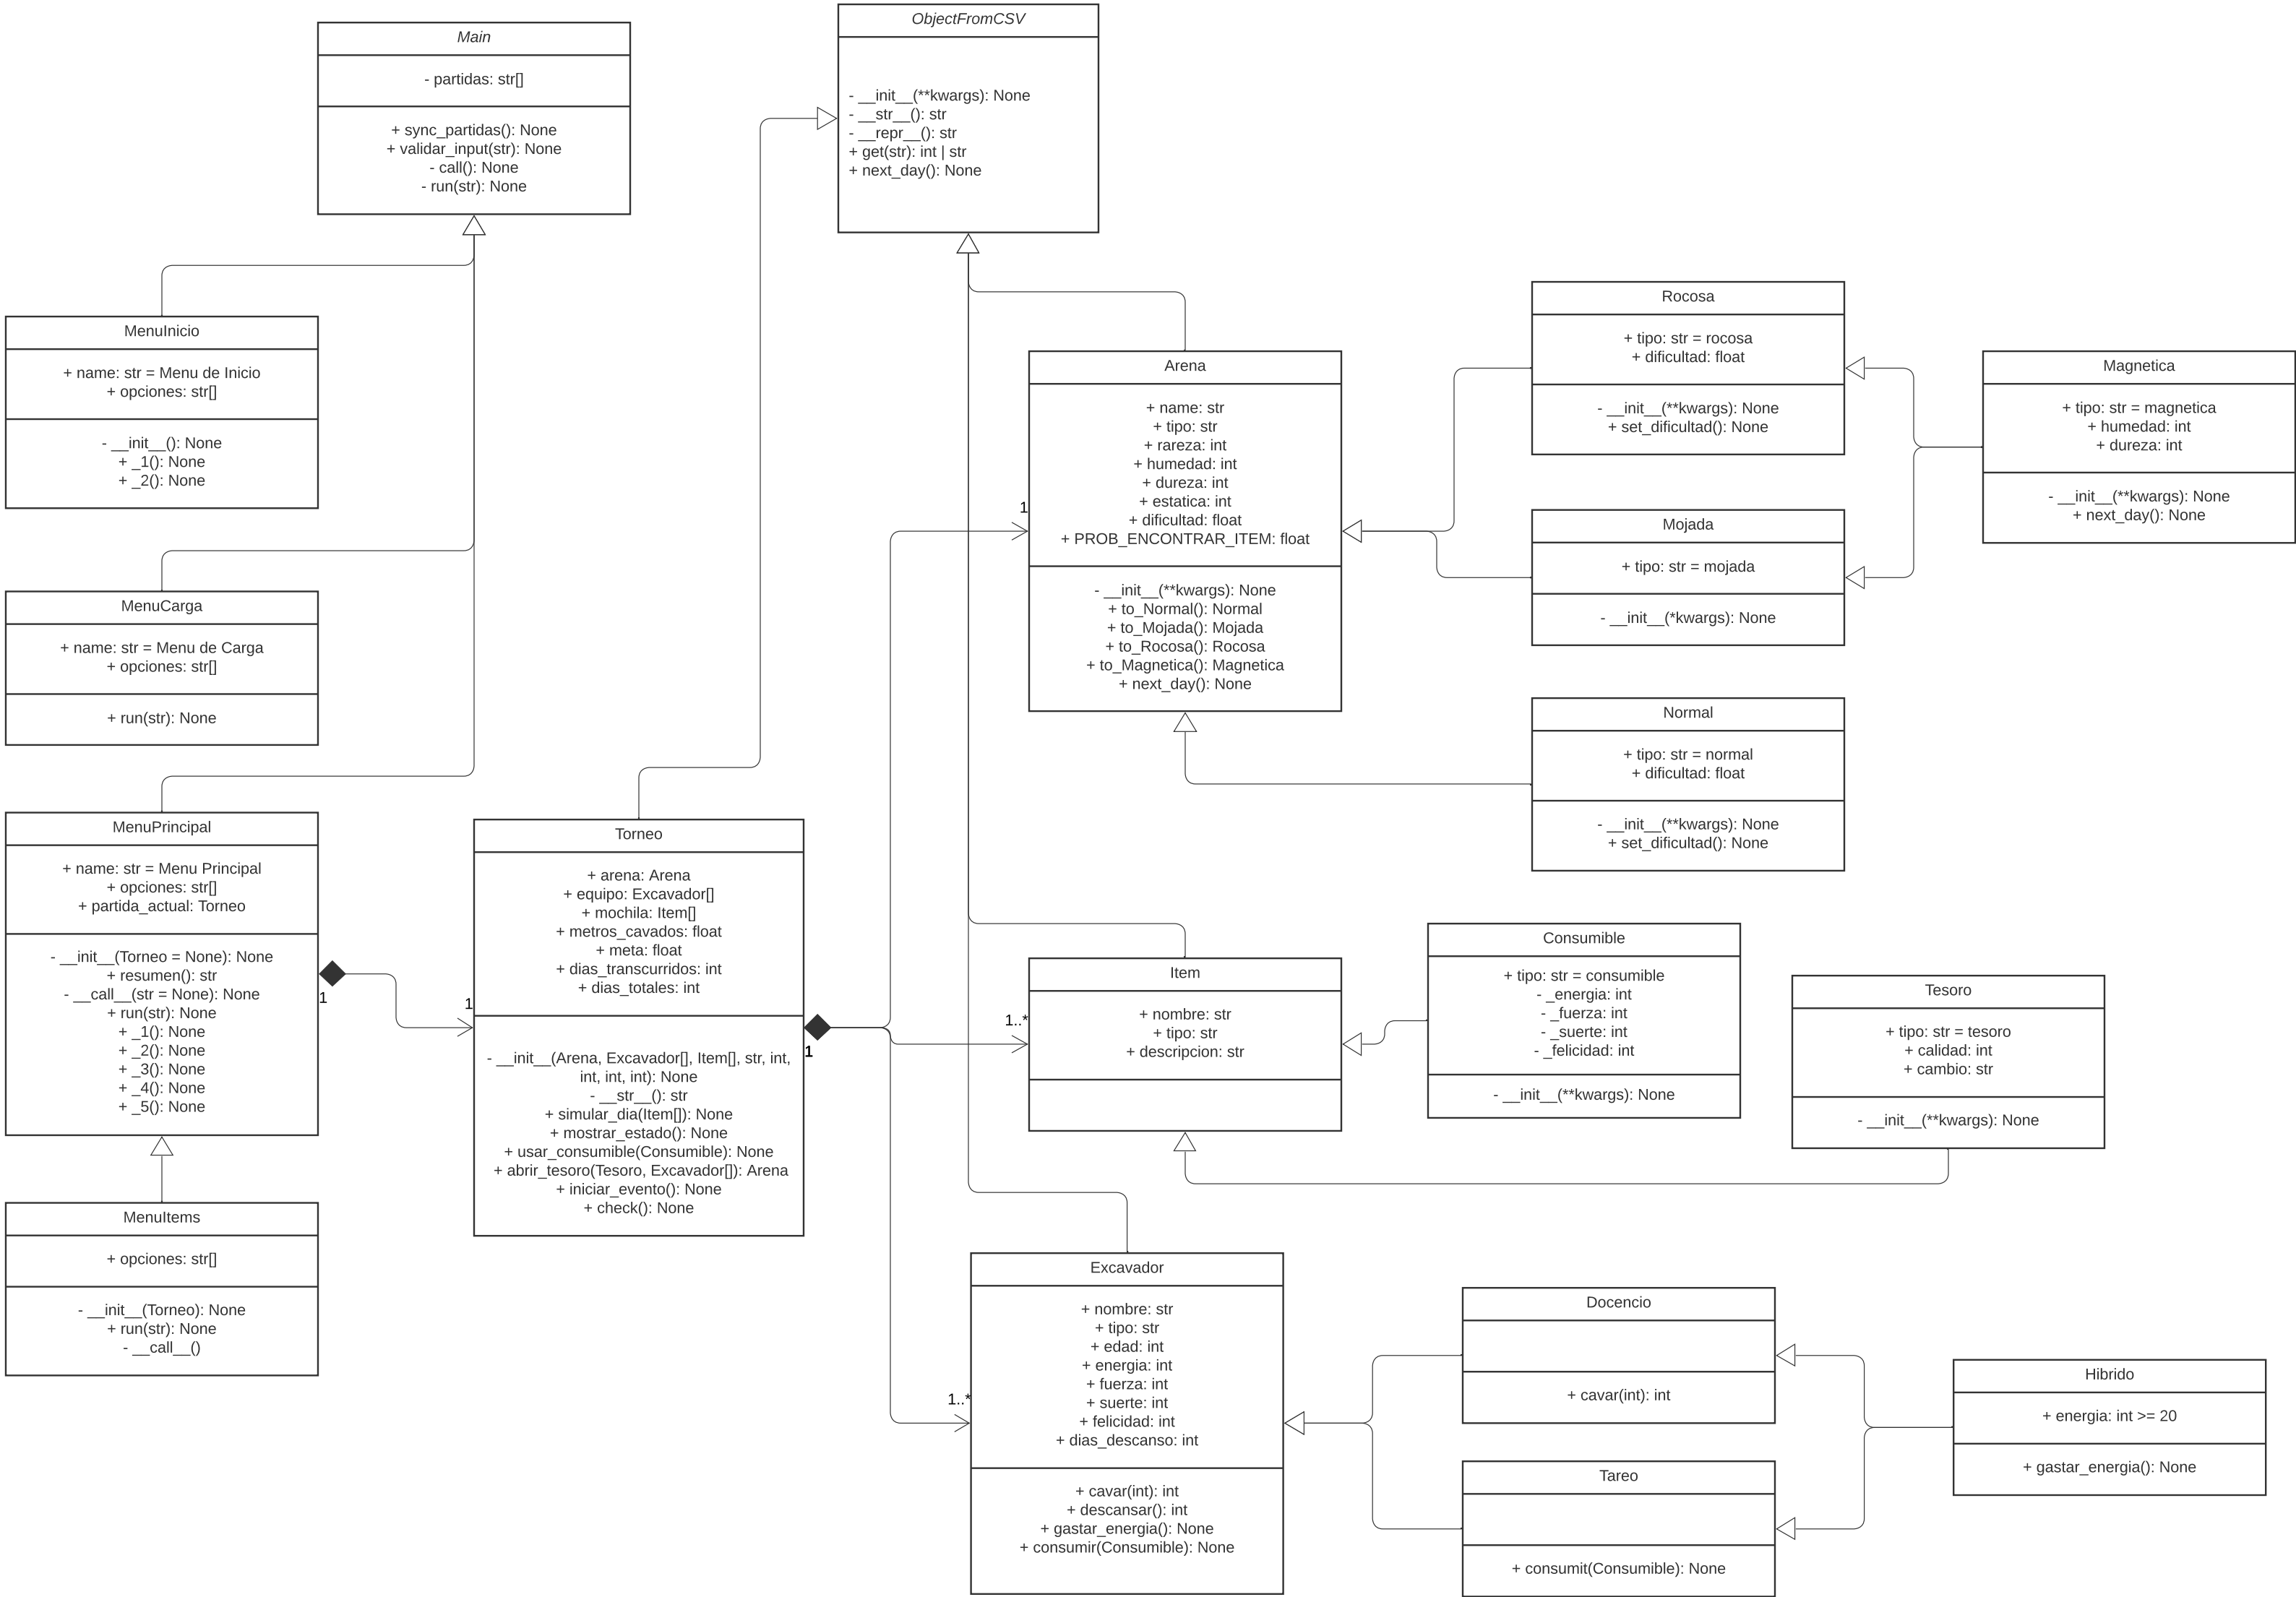 Main
- partidas: str[]
+ sync_partidas(): None
+ validar_input(str): None
- call(): None
- run(str): None
ObjectFromCSV
- __init__(**kwargs): None
- __str__(): str
- __repr__(): str
+ get(str): int | str
+ next_day(): None
MenuInicio
+ name: str = Menu de Inicio
+ opciones: str[]
- __init__(): None
+ _1(): None
+ _2(): None
MenuCarga
+ name: str = Menu de Carga
+ opciones: str[]
+ run(str): None
MenuPrincipal
+ name: str = Menu Principal
+ opciones: str[]
+ partida_actual: Torneo
- __init__(Torneo = None): None
+ resumen(): str
- __call__(str = None): None
+ run(str): None
+ _1(): None
+ _2(): None
+ _3(): None
+ _4(): None
+ _5(): None
1
1
MenuItems
+ opciones: str[]
- __init__(Torneo): None
+ run(str): None
- __call__()
Torneo
+ arena: Arena
+ equipo: Excavador[]
+ mochila: Item[]
+ metros_cavados: float
+ meta: float
+ dias_transcurridos: int
+ dias_totales: int
- __init__(Arena, Excavador[], Item[], str, int,
int, int, int): None
- __str__(): str
+ simular_dia(Item[]): None
+ mostrar_estado(): None
+ usar_consumible(Consumible): None
+ abrir_tesoro(Tesoro, Excavador[]): Arena
+ iniciar_evento(): None
+ check(): None
1
1
1..*
1..*
Arena
+ name: str
+ tipo: str
+ rareza: int
+ humedad: int
+ dureza: int
+ estatica: int
+ dificultad: float
+ PROB_ENCONTRAR_ITEM: float
- __init__(**kwargs): None
+ to_Normal(): Normal
+ to_Mojada(): Mojada
+ to_Rocosa(): Rocosa
+ to_Magnetica(): Magnetica
+ next_day(): None
Rocosa
+ tipo: str = rocosa
+ dificultad: float
- __init__(**kwargs): None
+ set_dificultad(): None
Mojada
+ tipo: str = mojada
- __init__(*kwargs): None
Magnetica
+ tipo: str = magnetica
+ humedad: int
+ dureza: int
- __init__(**kwargs): None
+ next_day(): None
Normal
+ tipo: str = normal
+ dificultad: float
- __init__(**kwargs): None
+ set_dificultad(): None
Item
+ nombre: str
+ tipo: str
+ descripcion: str
Consumible
+ tipo: str = consumible
- _energia: int
- _fuerza: int
- _suerte: int
- _felicidad: int
- __init__(**kwargs): None
Tesoro
+ tipo: str = tesoro
+ calidad: int
+ cambio: str
- __init__(**kwargs): None
Excavador
+ nombre: str
+ tipo: str
+ edad: int
+ energia: int
+ fuerza: int
+ suerte: int
+ felicidad: int
+ dias_descanso: int
+ cavar(int): int
+ descansar(): int
+ gastar_energia(): None
+ consumir(Consumible): None
Docencio
+ cavar(int): int
Tareo
+ consumit(Consumible): None
Hibrido
+ energia: int >= 20
+ gastar_energia(): None